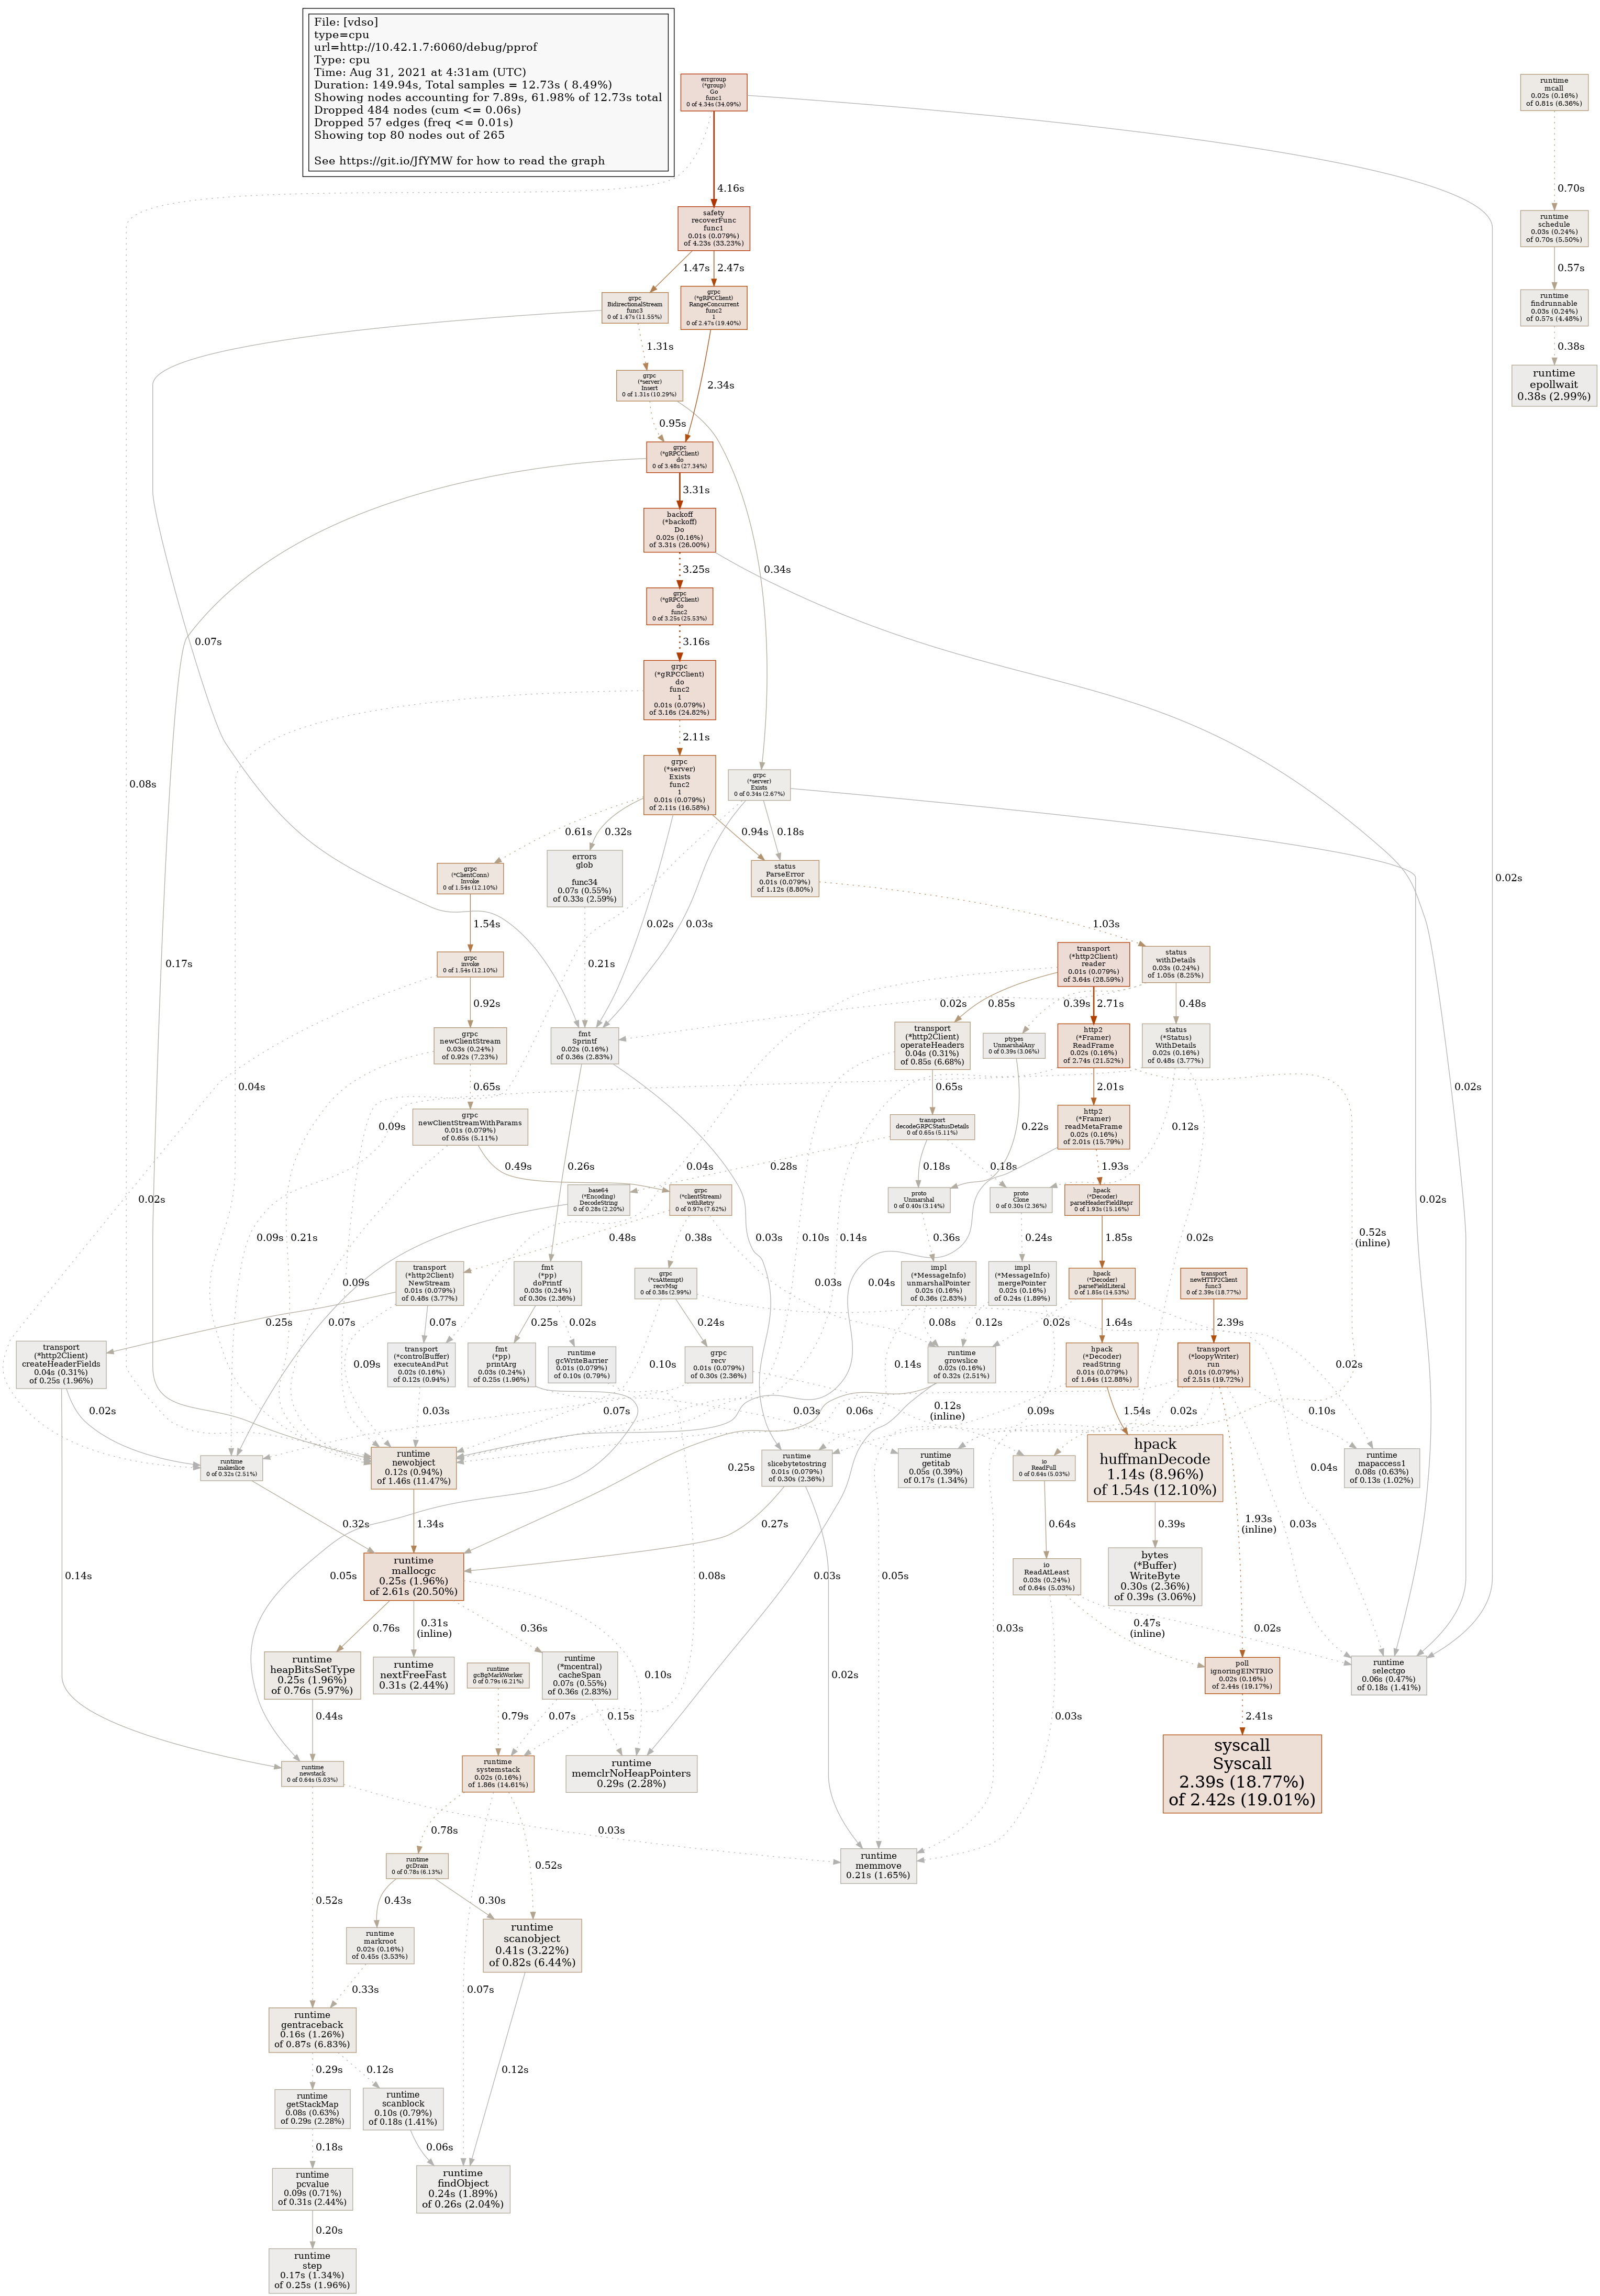 File: [vdso]
type=cpu
url=http://10.42.1.7:6060/debug/pprof
Type: cpu
Time: Aug 31, 2021 at 4:31am (UTC)
Duration: 149.94s, Total samples = 12.73s ( 8.49%)
Showing nodes accounting for 7.89s, 61.98% of 12.73s total
Dropped 484 nodes (cum <= 0.06s)
Dropped 57 edges (freq <= 0.01s)
Showing top 80 nodes out of 265
See https://git.io/JfYMW for how to read the graph
errgroup
(*group)
Go
func1
0 of 4.34s (34.09%)
runtime
mcall
0.02s (0.16%)
of 0.81s (6.36%)
4.16s
0.70s
safety
recoverFunc
func1
0.01s (0.079%)
of 4.23s (33.23%)
runtime
schedule
0.03s (0.24%)
of 0.70s (5.50%)
1.47s
2.47s
0.57s
grpc
BidirectionalStream
func3
0 of 1.47s (11.55%)
grpc
(*gRPCClient)
RangeConcurrent
func2
1
0 of 2.47s (19.40%)
runtime
findrunnable
0.03s (0.24%)
of 0.57s (4.48%)
1.31s
0.38s
grpc
(*server)
Insert
0 of 1.31s (10.29%)
2.34s
runtime
epollwait
0.38s (2.99%)
0.95s
grpc
(*gRPCClient)
do
0 of 3.48s (27.34%)
3.31s
backoff
(*backoff)
Do
0.02s (0.16%)
of 3.31s (26.00%)
3.25s
0.34s
grpc
(*gRPCClient)
do
func2
0 of 3.25s (25.53%)
0.07s
3.16s
grpc
(*gRPCClient)
do
func2
1
0.01s (0.079%)
of 3.16s (24.82%)
2.11s
0.08s
grpc
(*server)
Exists
func2
1
0.01s (0.079%)
of 2.11s (16.58%)
grpc
(*server)
Exists
0 of 0.34s (2.67%)
0.61s
0.32s
0.94s
0.18s
grpc
(*ClientConn)
Invoke
0 of 1.54s (12.10%)
errors
glob

func34
0.07s (0.55%)
of 0.33s (2.59%)
status
ParseError
0.01s (0.079%)
of 1.12s (8.80%)
0.02s
1.54s
0.02s
0.03s
1.03s
0.17s
grpc
invoke
0 of 1.54s (12.10%)
0.21s
transport
(*http2Client)
reader
0.01s (0.079%)
of 3.64s (28.59%)
status
withDetails
0.03s (0.24%)
of 1.05s (8.25%)
0.92s
0.02s
0.85s
0.39s
2.71s
0.48s
grpc
newClientStream
0.03s (0.24%)
of 0.92s (7.23%)
fmt
Sprintf
0.02s (0.16%)
of 0.36s (2.83%)
transport
(*http2Client)
operateHeaders
0.04s (0.31%)
of 0.85s (6.68%)
ptypes
UnmarshalAny
0 of 0.39s (3.06%)
http2
(*Framer)
ReadFrame
0.02s (0.16%)
of 2.74s (21.52%)
status
(*Status)
WithDetails
0.02s (0.16%)
of 0.48s (3.77%)
0.04s
0.65s
0.65s
2.01s
0.02s
grpc
newClientStreamWithParams
0.01s (0.079%)
of 0.65s (5.11%)
0.09s
transport
decodeGRPCStatusDetails
0 of 0.65s (5.11%)
0.22s
http2
(*Framer)
readMetaFrame
0.02s (0.16%)
of 2.01s (15.79%)
0.12s
0.49s
0.26s
0.04s
0.28s
0.18s
0.18s
1.93s
0.02s
base64
(*Encoding)
DecodeString
0 of 0.28s (2.20%)
grpc
(*clientStream)
withRetry
0 of 0.97s (7.62%)
proto
Unmarshal
0 of 0.40s (3.14%)
proto
Clone
0 of 0.30s (2.36%)
hpack
(*Decoder)
parseHeaderFieldRepr
0 of 1.93s (15.16%)
0.02s
0.09s
0.21s
0.48s
0.38s
0.03s
0.10s
0.14s
0.36s
0.24s
1.85s
0.02s
0.52s
(inline)
transport
(*http2Client)
NewStream
0.01s (0.079%)
of 0.48s (3.77%)
0.09s
fmt
(*pp)
doPrintf
0.03s (0.24%)
of 0.30s (2.36%)
grpc
(*csAttempt)
recvMsg
0 of 0.38s (2.99%)
0.03s
0.04s
impl
(*MessageInfo)
unmarshalPointer
0.02s (0.16%)
of 0.36s (2.83%)
impl
(*MessageInfo)
mergePointer
0.02s (0.16%)
of 0.24s (1.89%)
hpack
(*Decoder)
parseFieldLiteral
0 of 1.85s (14.53%)
transport
newHTTP2Client
func3
0 of 2.39s (18.77%)
0.25s
0.07s
0.07s
0.25s
0.02s
0.24s
0.08s
0.12s
0.02s
1.64s
2.39s
transport
(*http2Client)
createHeaderFields
0.04s (0.31%)
of 0.25s (1.96%)
0.09s
transport
(*controlBuffer)
executeAndPut
0.02s (0.16%)
of 0.12s (0.94%)
fmt
(*pp)
printArg
0.03s (0.24%)
of 0.25s (1.96%)
runtime
gcWriteBarrier
0.01s (0.079%)
of 0.10s (0.79%)
0.10s
grpc
recv
0.01s (0.079%)
of 0.30s (2.36%)
0.14s
runtime
growslice
0.02s (0.16%)
of 0.32s (2.51%)
hpack
(*Decoder)
readString
0.01s (0.079%)
of 1.64s (12.88%)
transport
(*loopyWriter)
run
0.01s (0.079%)
of 2.51s (19.72%)
0.02s
0.02s
0.03s
0.07s
0.03s
0.06s
0.12s
(inline)
0.09s
1.54s
0.02s
0.10s
runtime
makeslice
0 of 0.32s (2.51%)
runtime
newobject
0.12s (0.94%)
of 1.46s (11.47%)
0.25s
runtime
slicebytetostring
0.01s (0.079%)
of 0.30s (2.36%)
runtime
getitab
0.05s (0.39%)
of 0.17s (1.34%)
io
ReadFull
0 of 0.64s (5.03%)
hpack
huffmanDecode
1.14s (8.96%)
of 1.54s (12.10%)
0.04s
runtime
mapaccess1
0.08s (0.63%)
of 0.13s (1.02%)
0.32s
1.34s
0.27s
0.64s
0.39s
1.93s
(inline)
0.03s
0.14s
0.05s
runtime
mallocgc
0.25s (1.96%)
of 2.61s (20.50%)
0.08s
0.03s
0.05s
io
ReadAtLeast
0.03s (0.24%)
of 0.64s (5.03%)
bytes
(*Buffer)
WriteByte
0.30s (2.36%)
of 0.39s (3.06%)
0.76s
0.31s
(inline)
0.36s
0.03s
0.47s
(inline)
0.02s
runtime
heapBitsSetType
0.25s (1.96%)
of 0.76s (5.97%)
runtime
nextFreeFast
0.31s (2.44%)
runtime
gcBgMarkWorker
0 of 0.79s (6.21%)
runtime
(*mcentral)
cacheSpan
0.07s (0.55%)
of 0.36s (2.83%)
0.10s
0.02s
poll
ignoringEINTRIO
0.02s (0.16%)
of 2.44s (19.17%)
runtime
selectgo
0.06s (0.47%)
of 0.18s (1.41%)
0.44s
0.79s
0.07s
0.15s
0.03s
2.41s
runtime
newstack
0 of 0.64s (5.03%)
runtime
systemstack
0.02s (0.16%)
of 1.86s (14.61%)
runtime
memclrNoHeapPointers
0.29s (2.28%)
syscall
Syscall
2.39s (18.77%)
of 2.42s (19.01%)
0.78s
0.03s
runtime
gcDrain
0 of 0.78s (6.13%)
0.52s
runtime
memmove
0.21s (1.65%)
0.52s
0.43s
0.30s
runtime
markroot
0.02s (0.16%)
of 0.45s (3.53%)
runtime
scanobject
0.41s (3.22%)
of 0.82s (6.44%)
0.33s
0.07s
runtime
gentraceback
0.16s (1.26%)
of 0.87s (6.83%)
0.29s
0.12s
0.12s
runtime
getStackMap
0.08s (0.63%)
of 0.29s (2.28%)
runtime
scanblock
0.10s (0.79%)
of 0.18s (1.41%)
0.18s
0.06s
runtime
pcvalue
0.09s (0.71%)
of 0.31s (2.44%)
runtime
findObject
0.24s (1.89%)
of 0.26s (2.04%)
0.20s
runtime
step
0.17s (1.34%)
of 0.25s (1.96%)